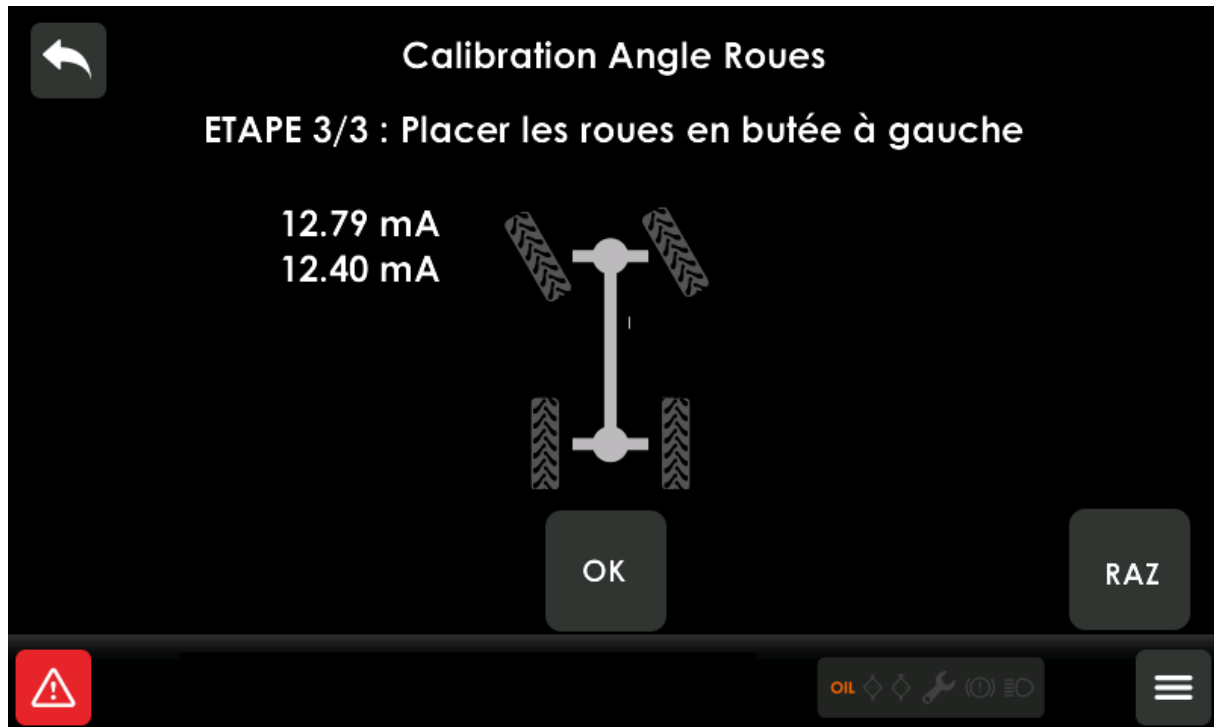 Calibration Angle Roues
ETAPE 3/3 : Placer les roues en butée à gauche
12.79 mA
12.40 mA
OK
RAZ
OIL